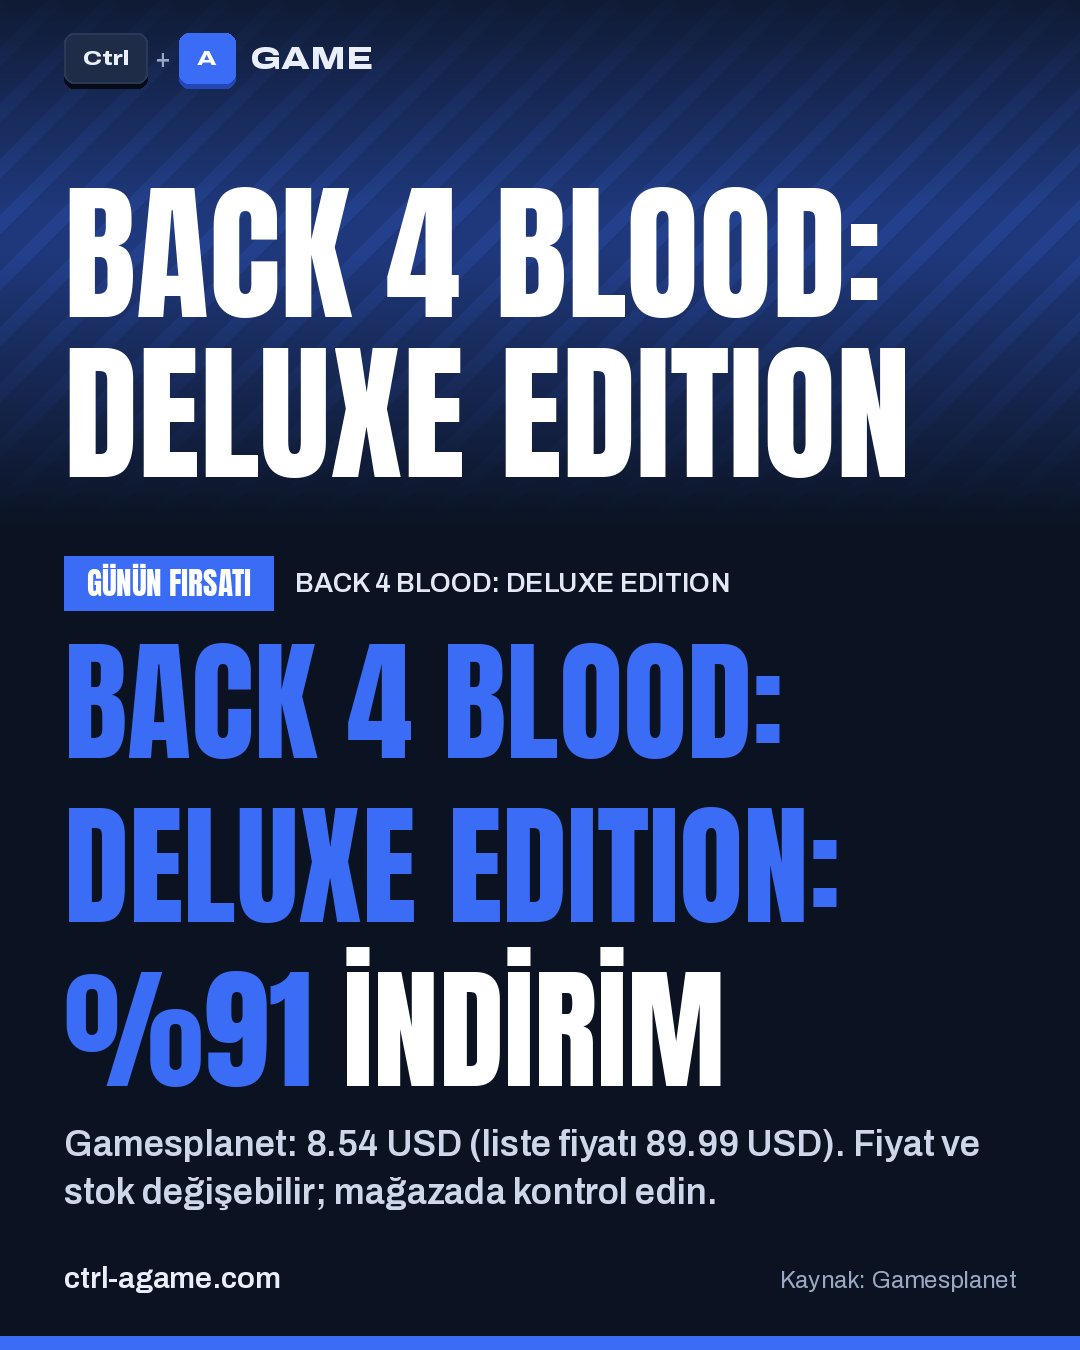 Ctrl + A GAME
BACK 4 BLOOD:
DELUXE EDITION
GÜNÜN FIRSATI BACK 4 BLOOD: DELUXE EDITION
BACK 4 BLOOD:
DELUXE EDITION:
%91 İNDİRİM
Gamesplanet: 8.54 USD (liste fiyatı 89.99 USD). Fiyat ve
stok değişebilir; mağazada kontrol edin.
ctrl-agame.com Kaynak: Gamesplanet